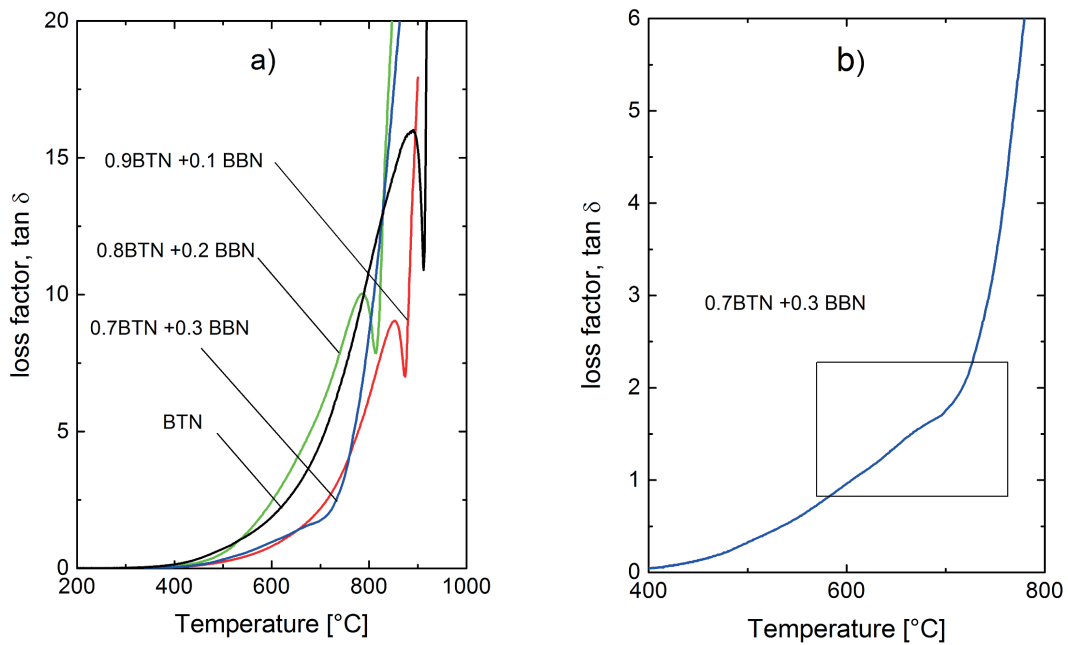 a)
20
15
10
5
0
loss factor, tan δ
0.9BTN +0.1 BBN
0.8BTN +0.2 BBN
0.7BTN +0.3 BBN
BTN
200 400 600 800 1000
Temperature [°C]
b)
6
5
4
3
2
1
0
loss factor, tan δ
0.7BTN +0.3 BBN
400 600 800
Temperature [°C]